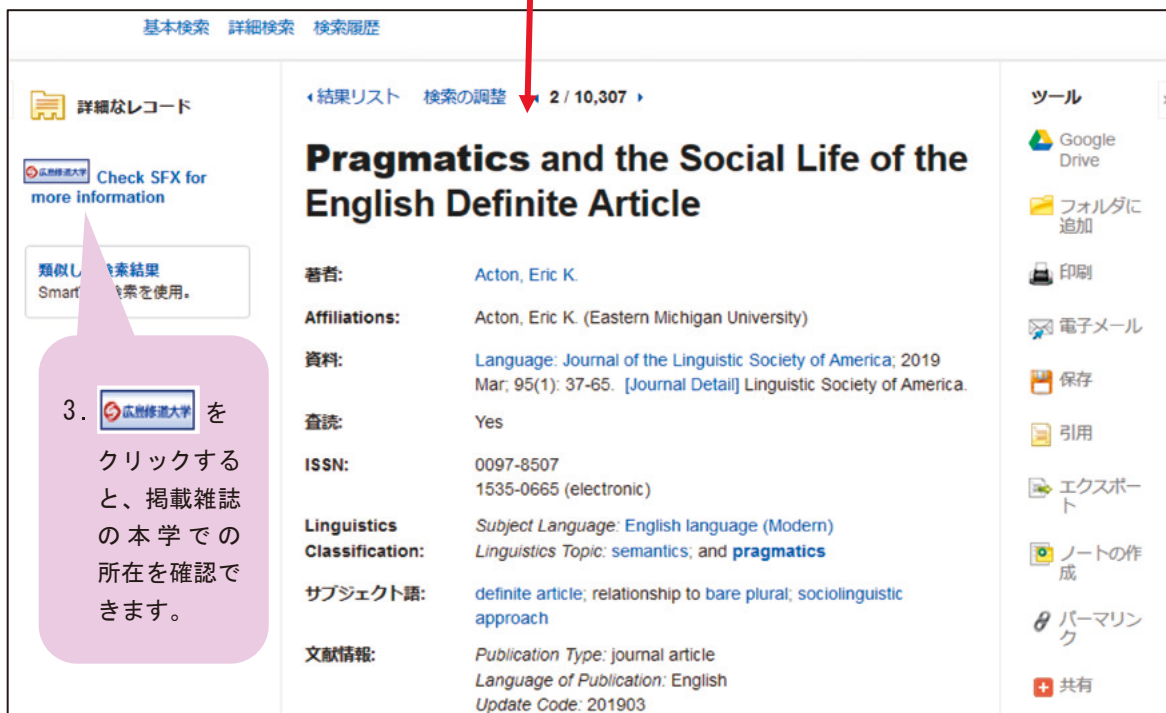 基本検索 詳細検索 検索履歴
詳細なレコード
広島修道大学 Check SFX for
more information
類似し 索結果
Smart 検索を使用。
3. 広島修道大学 を
クリックする
と、掲載雑誌
の本学での
所在を確認で
きます。
結果リスト 検索の調整 2 / 10,307
Pragmatics and the Social Life of the
English Definite Article
著者: Acton, Eric K.
Affiliations: Acton, Eric K. (Eastern Michigan University)
資料: Language: Journal of the Linguistic Society of America; 2019
Mar; 95(1): 37-65. [Journal Detail] Linguistic Society of America.
査読: Yes
ISSN: 0097-8507
1535-0665 (electronic)
Linguistics Subject Language: English language (Modern)
Classification: Linguistics Topic: semantics; and pragmatics
サブジェクト語: definite article; relationship to bare plural; sociolinguistic
approach
文献情報: Publication Type: journal article
Language of Publication: English
Update Code: 201903
ツール
Google
Drive
フォルダに
追加
印刷
電子メール
保存
引用
エクスポー
ト
ノートの作
成
パーマリン
ク
共有